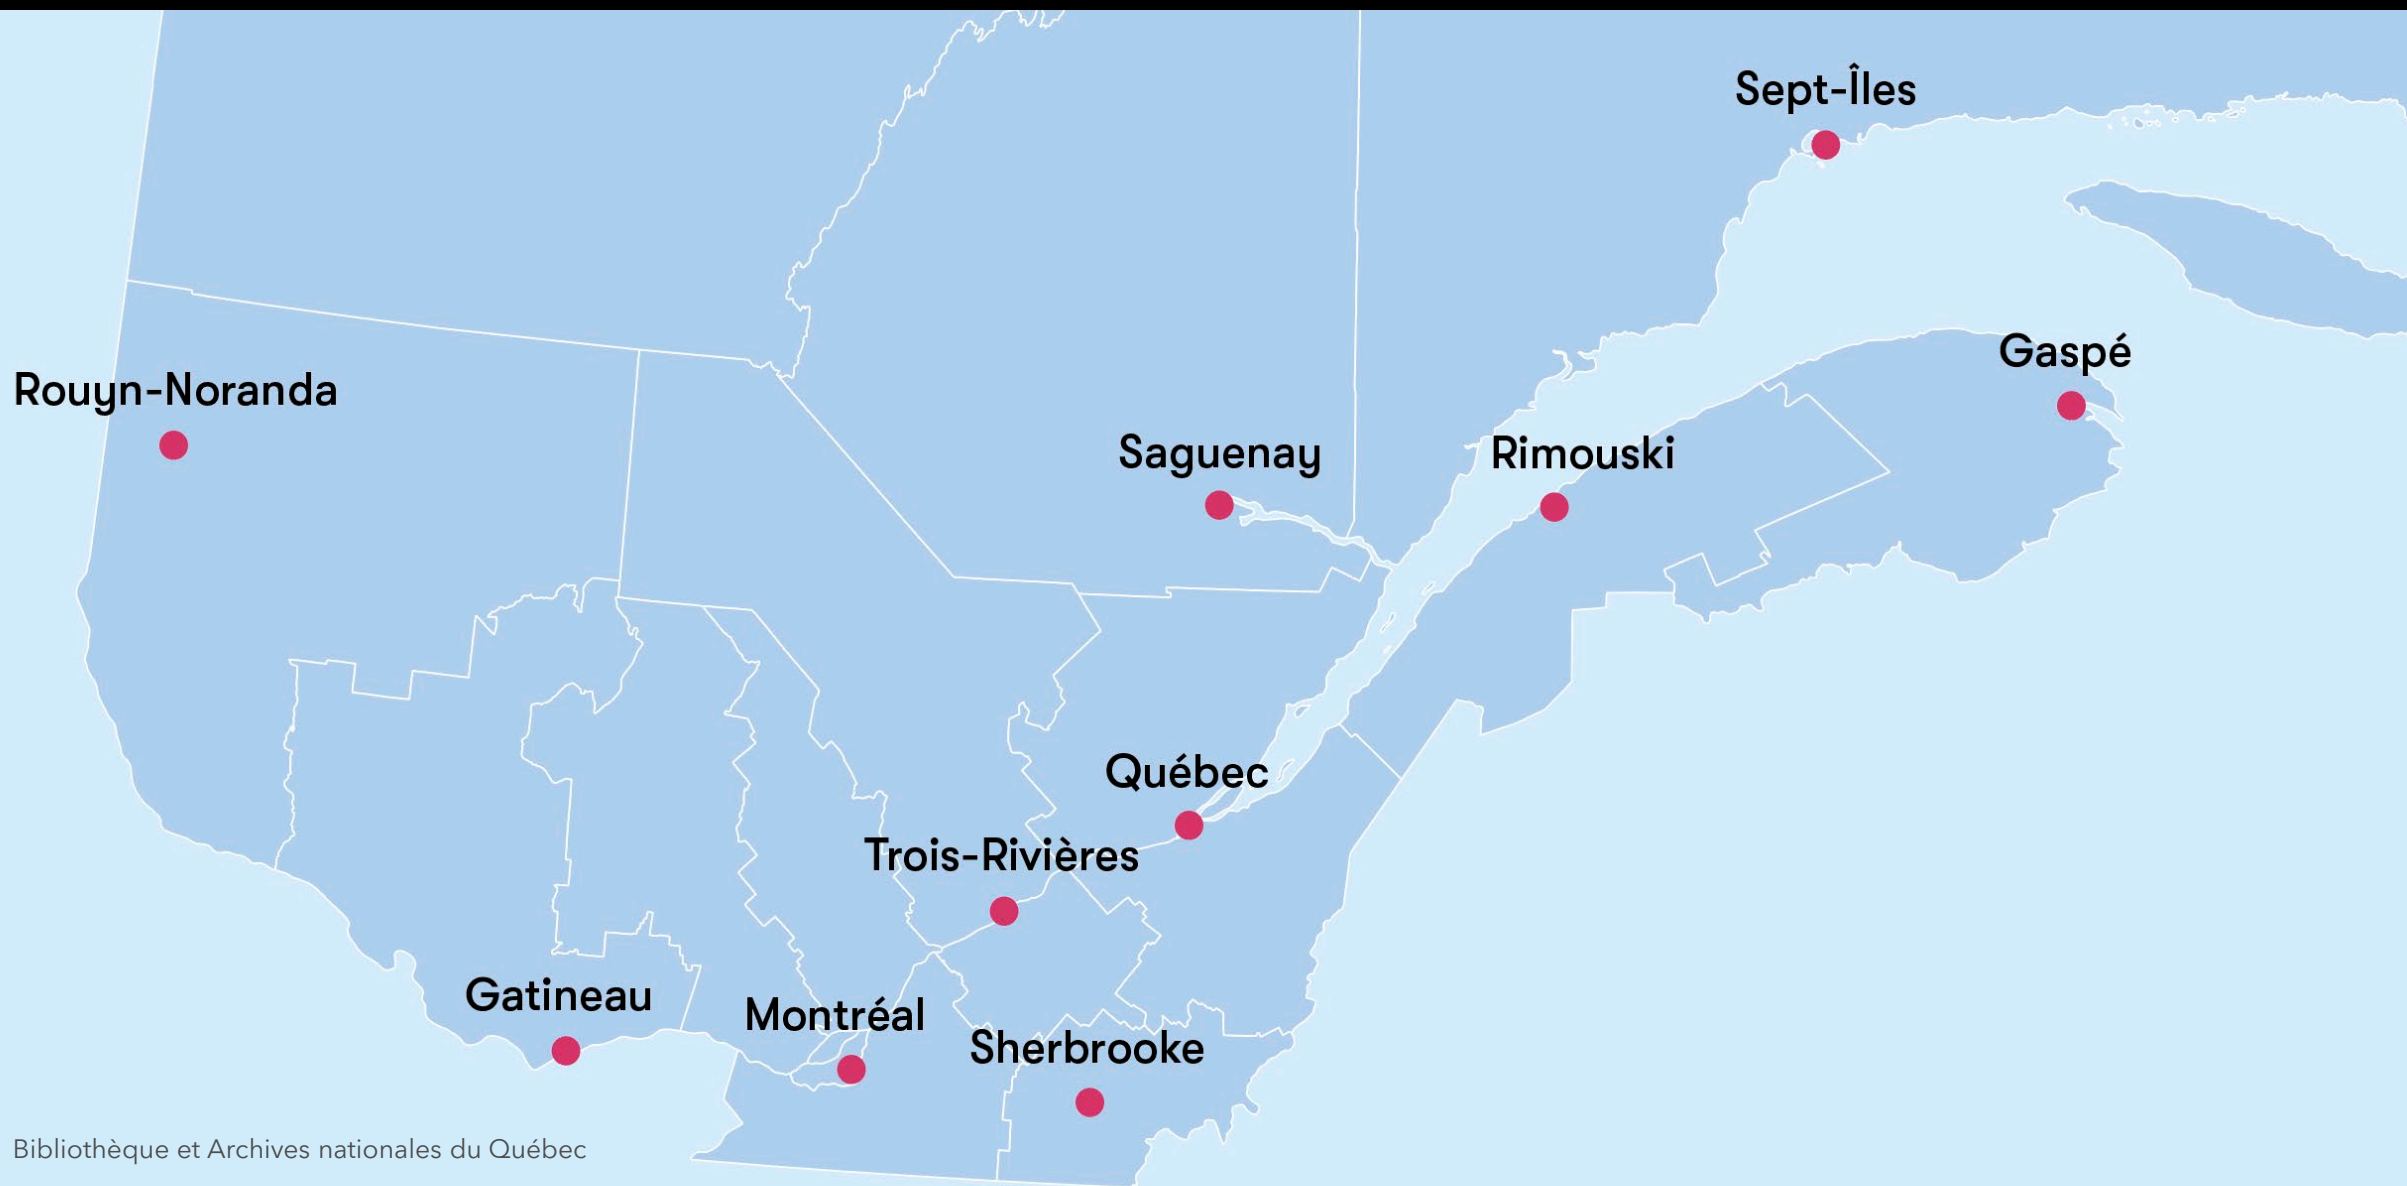 Sept-Îles
Gaspé
Rouyn-Noranda
Saguenay
Rimouski
Québec
Trois-Rivières
Gatineau
Montréal
Sherbrooke
Bibliothèque et Archives nationales du Québec